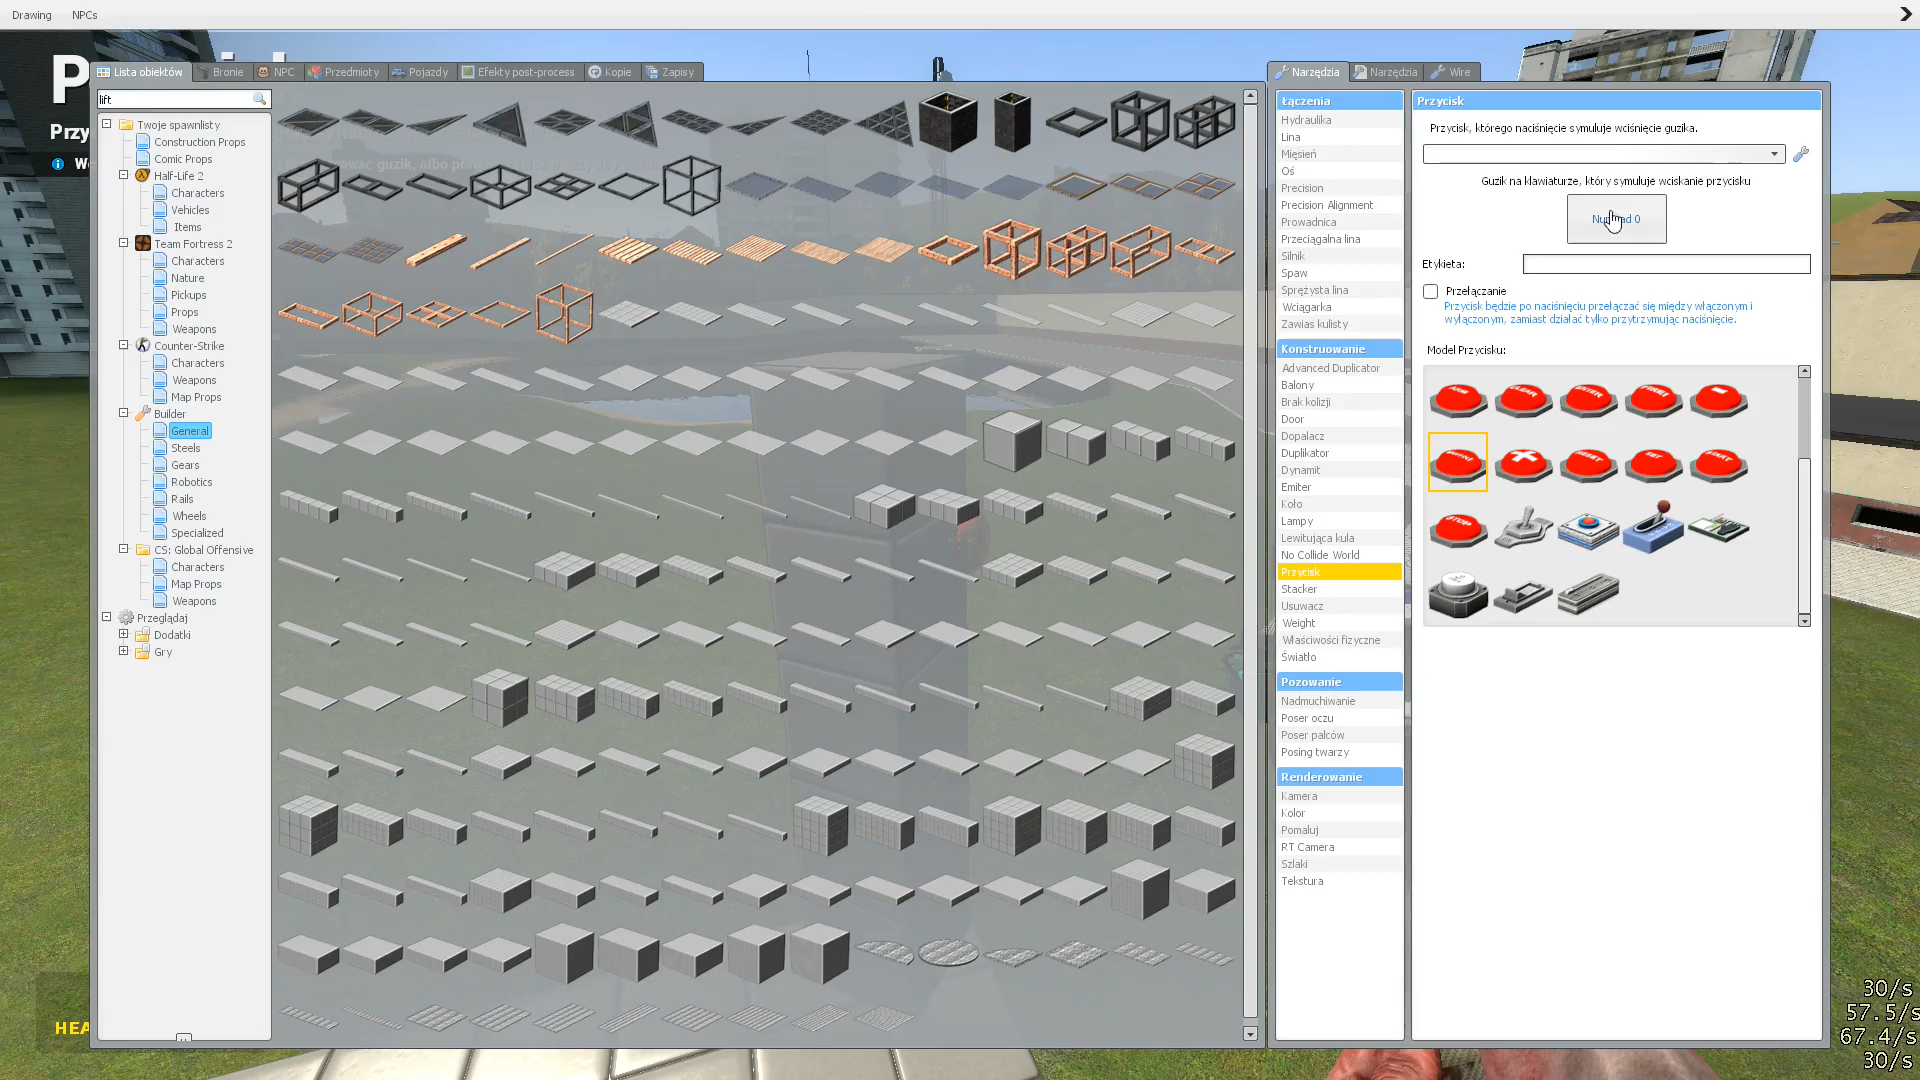 Drawing
NPCs
Lista obiektów
Bronie
NPC
Przedmioty
Pojazdy
Efekty post-process
Kopie
Zapisy
Narzędzia
Narzędzia
Wire
lift
Twoje spawnlisty
Construction Props
Comic Props
Half-Life 2
Characters
Vehicles
Items
Team Fortress 2
Characters
Nature
Pickups
Props
Weapons
Counter-Strike
Characters
Weapons
Map Props
Builder
General
Steels
Gears
Robotics
Rails
Wheels
Specialized
CS: Global Offensive
Characters
Map Props
Weapons
Przeglądaj
Dodatki
Gry
Łączenia
Hydraulika
Lina
Mięsień
Oś
Precision
Precision Alignment
Prowadnica
Przeciągalna lina
Silnik
Spaw
Sprężysta lina
Wciągarka
Zawias kulisty
Konstruowanie
Advanced Duplicator
Balony
Brak kolizji
Door
Dopalacz
Duplikator
Dynamit
Emiter
Koło
Lampy
Lewitująca kula
No Collide World
Przycisk
Stacker
Usuwacz
Weight
Właściwości fizyczne
Światło
Pozowanie
Nadmuchiwanie
Poser oczu
Poser palców
Posing twarzy
Renderowanie
Kamera
Kolor
Pomaluj
RT Camera
Szlaki
Tekstura
Przycisk
Przycisk, którego naciśnięcie symuluje wciśnięcie guzika.
Guzik na klawiaturze, który symuluje wciskanie przycisku
0
Etykieta:
Przełączanie
Przycisk będzie po naciśnięciu przełączać się między włączonym i
wyłączonym, zamiast działać tylko przytrzymując naciśnięcie.
Model Przycisku:
ARM
CLEAR
ENTER
RESET
SET
START
STOP
30/s
57.5/s
67.4/s
30/s